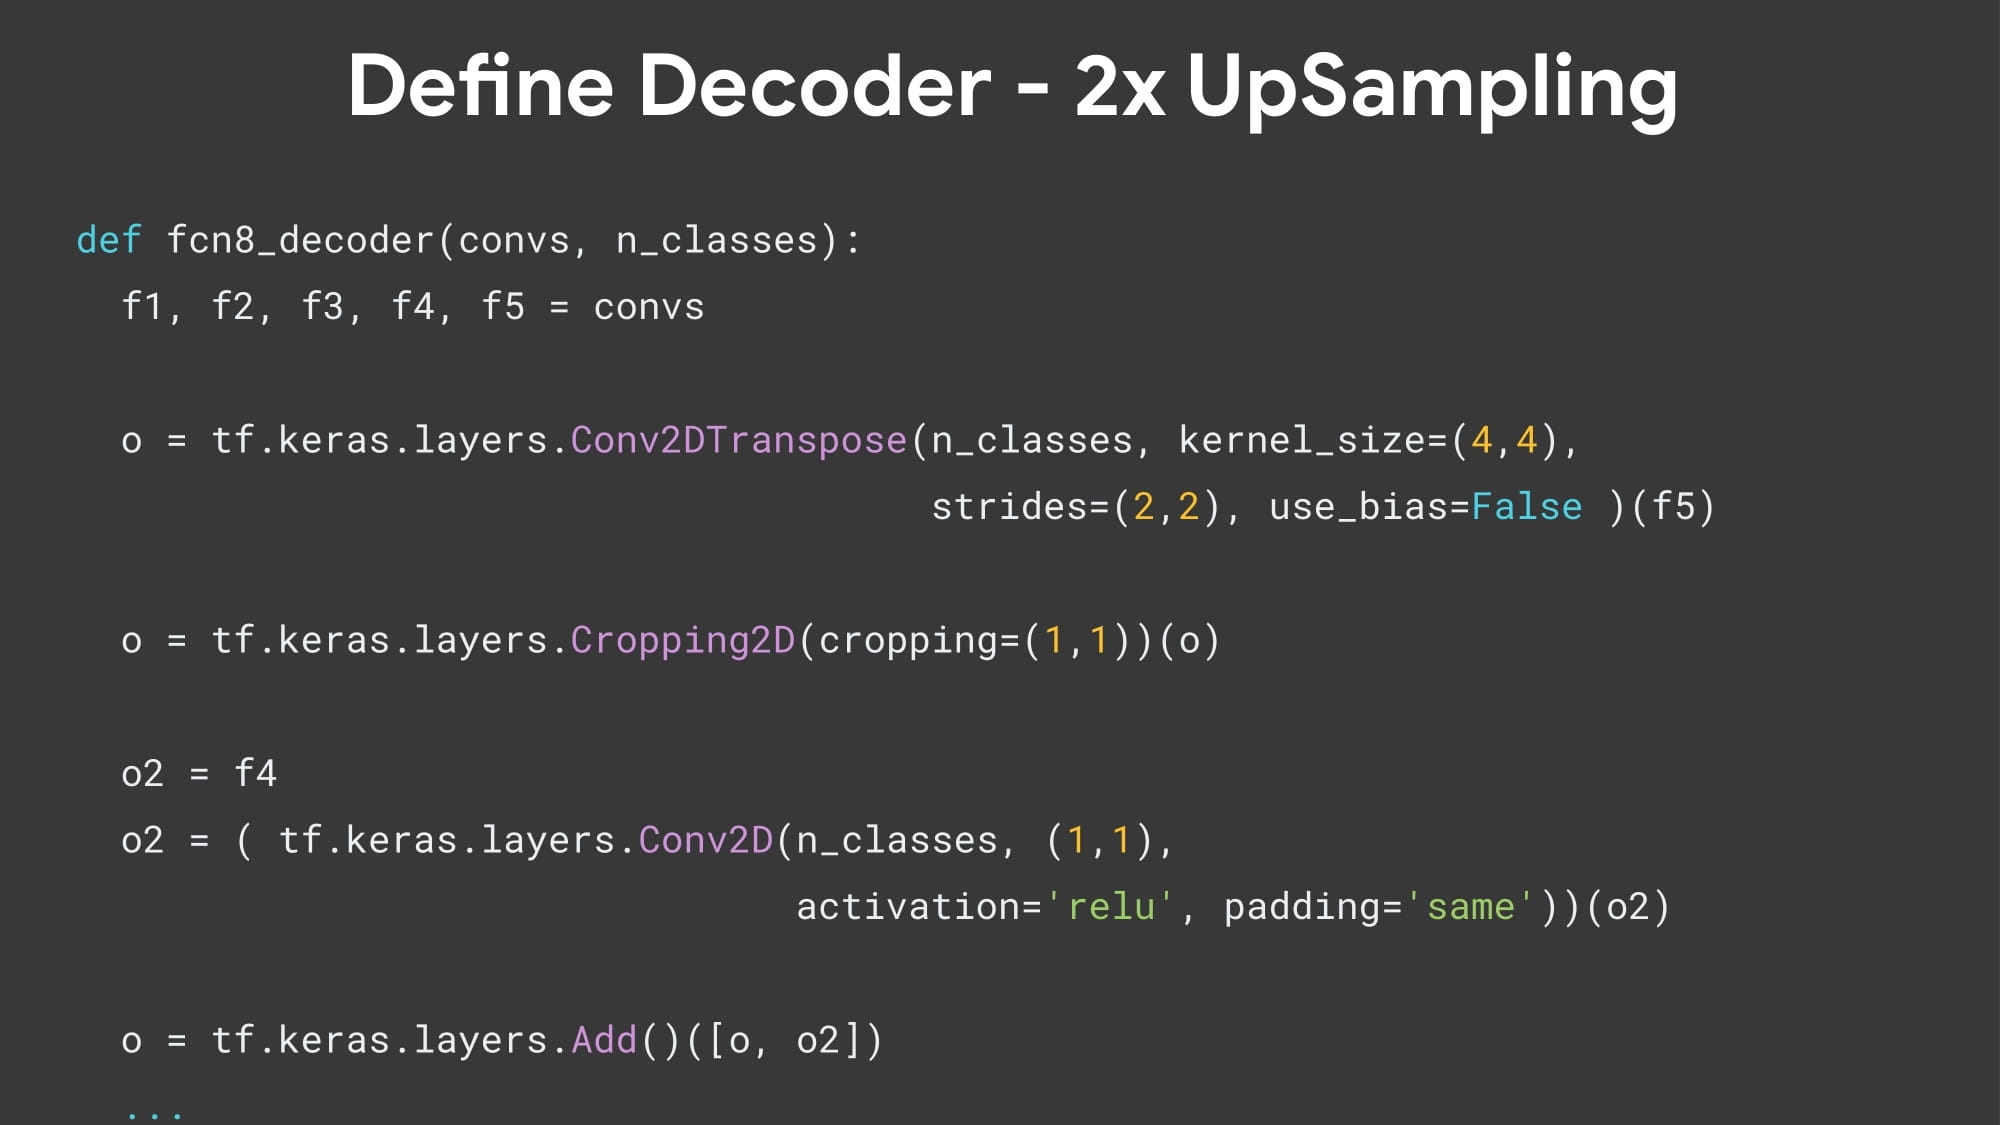 Define Decoder - 2x UpSampling
def fcn8_decoder(convs, n_classes):
f1, f2, f3, f4, f5 = convs
o = tf.keras.layers.Conv2DTranspose(n_classes, kernel_size=(4,4),
strides=(2,2), use_bias=False )(f5)
o = tf.keras.layers.Cropping2D(cropping=(1,1))(o)
o2 = f4
o2 = ( tf.keras.layers.Conv2D(n_classes, (1,1),
activation='relu', padding='same'))(o2)
o = tf.keras.layers.Add()([o, o2])
...